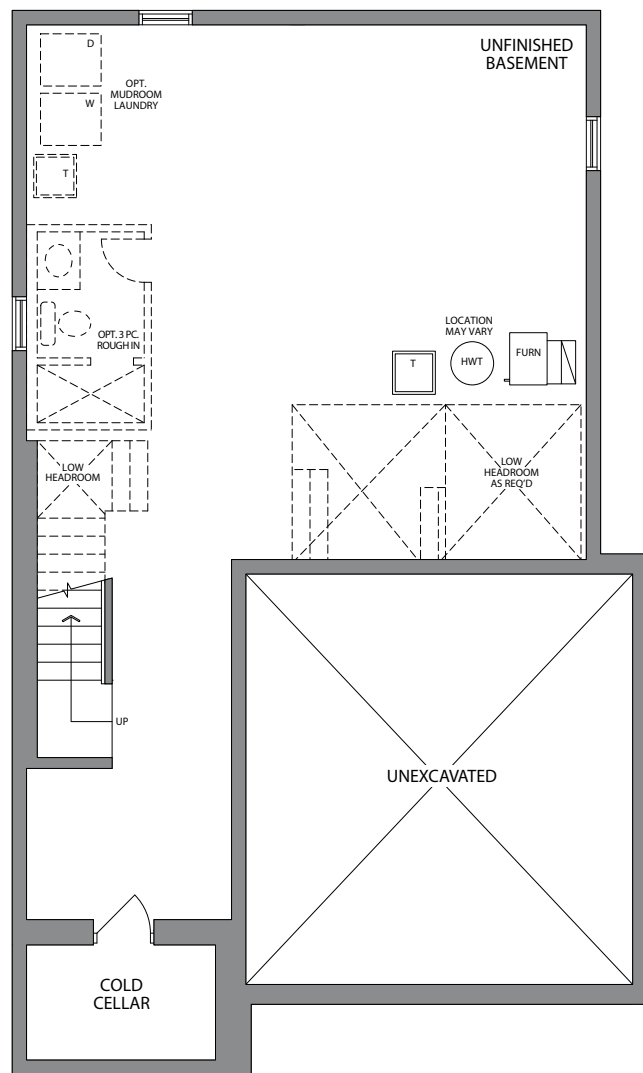 UNFINISHED
BASEMENT
D
OPT.
MUDROOM
LAUNDRY
W
T
OPT. 3 PC.
ROUGH IN
LOCATION
MAY VARY
T
HWT
FURN
LOW
HEADROOM
LOW
HEADROOM
AS REQ'D
UP
UNEXCAVATED
COLD
CELLAR